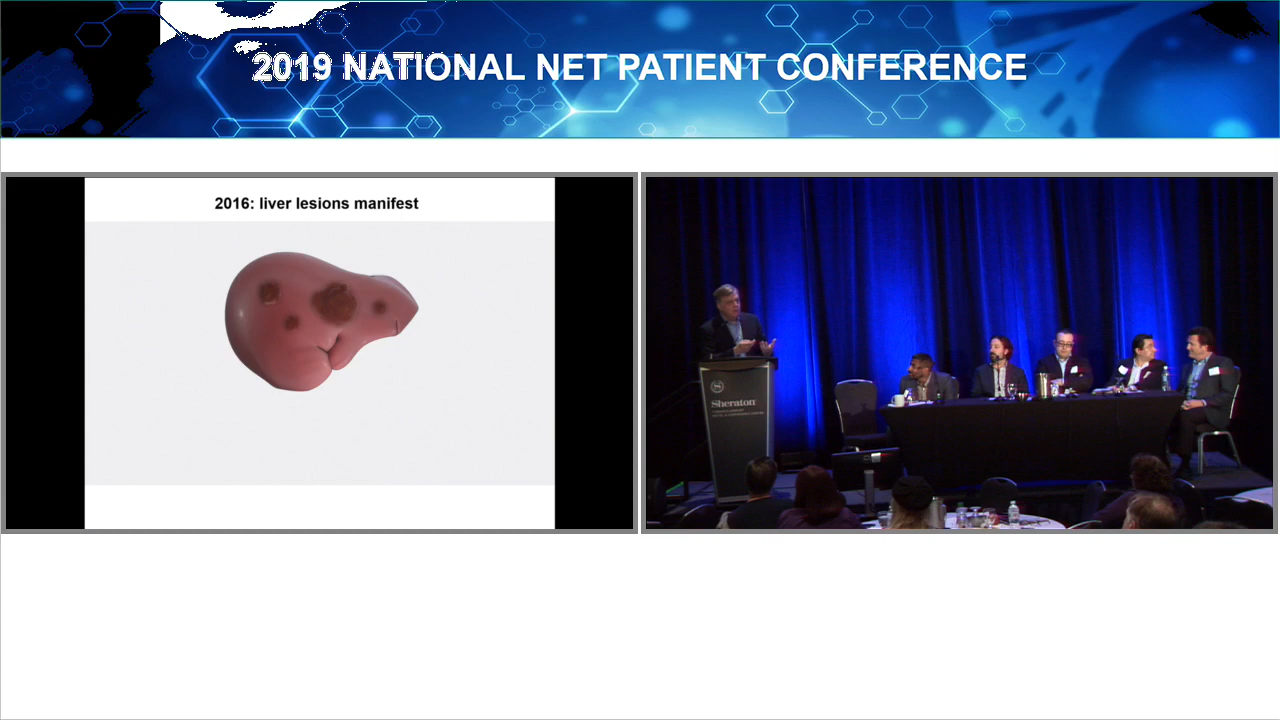 2019 NATIONAL NET PATIENT CONFERENCE
2016: liver lesions manifest
Sheraton